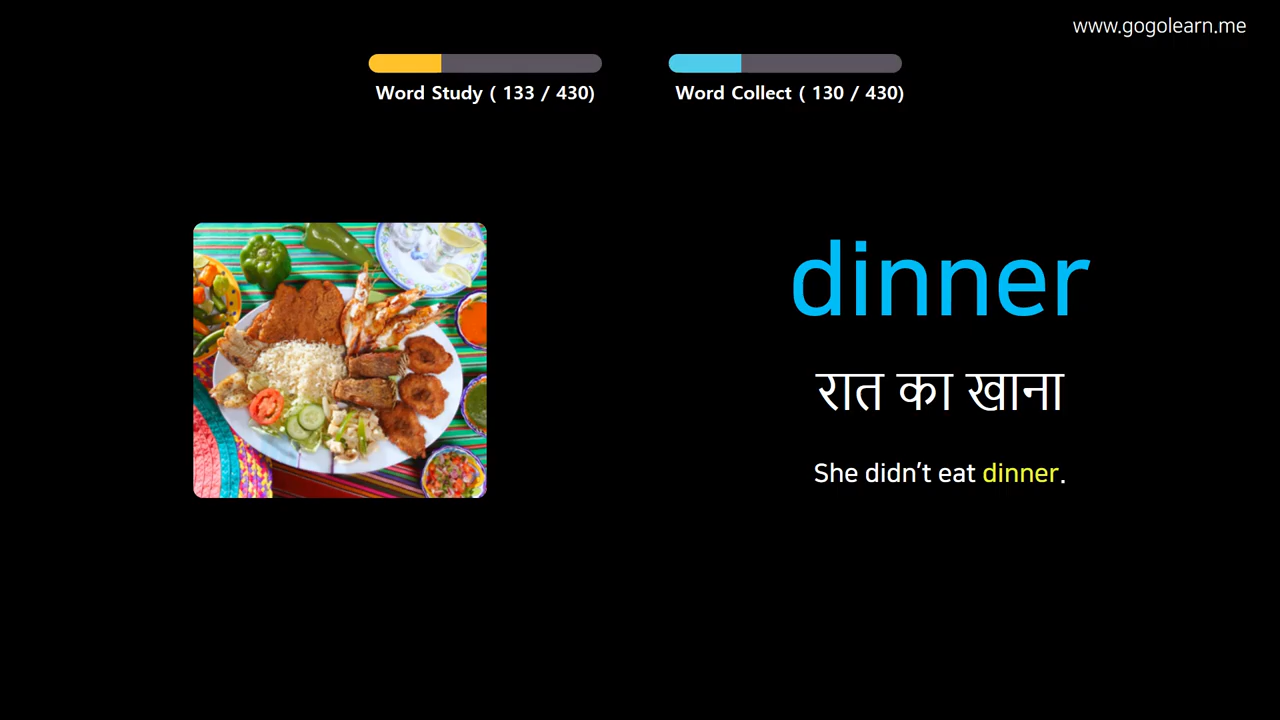 www.gogolearn.me
Word Study ( 133 / 430)
Word Collect ( 130 / 430)
dinner
रात का खाना
She didn't eat dinner.